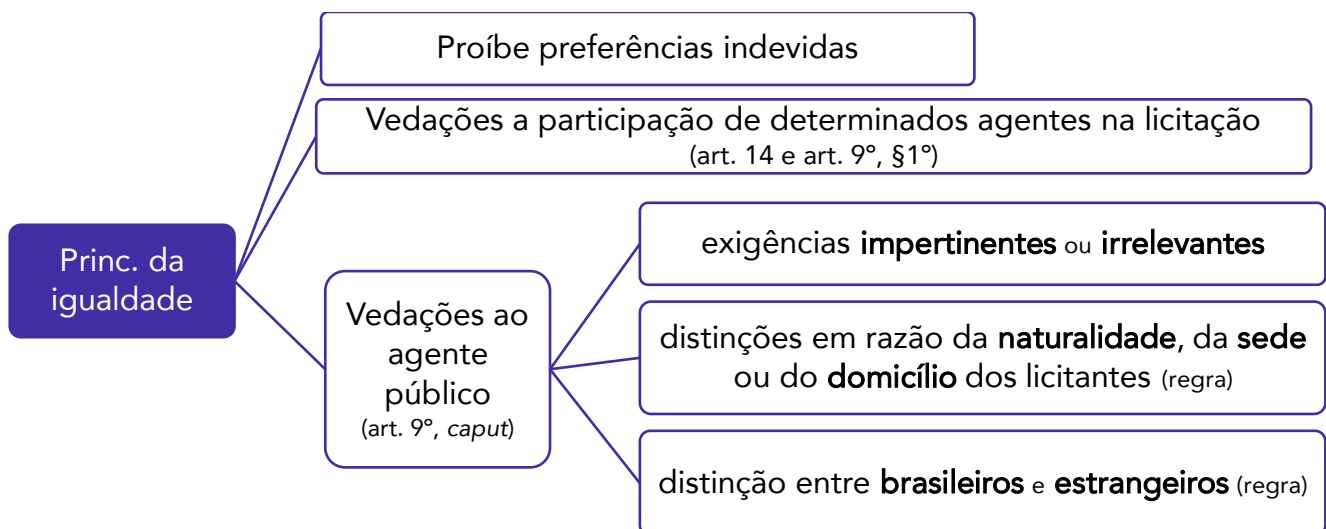 Proíbe preferências indevidas
Vedações a participação de determinados agentes na licitação
(art. 14 e art. 9º, §1º)
Princ. da
igualdade
Vedações ao
agente
público
(art. 9º, caput)
exigências impertinentes ou irrelevantes
distinções em razão da naturalidade, da sede
ou do domicílio dos licitantes (regra)
distinção entre brasileiros e estrangeiros (regra)